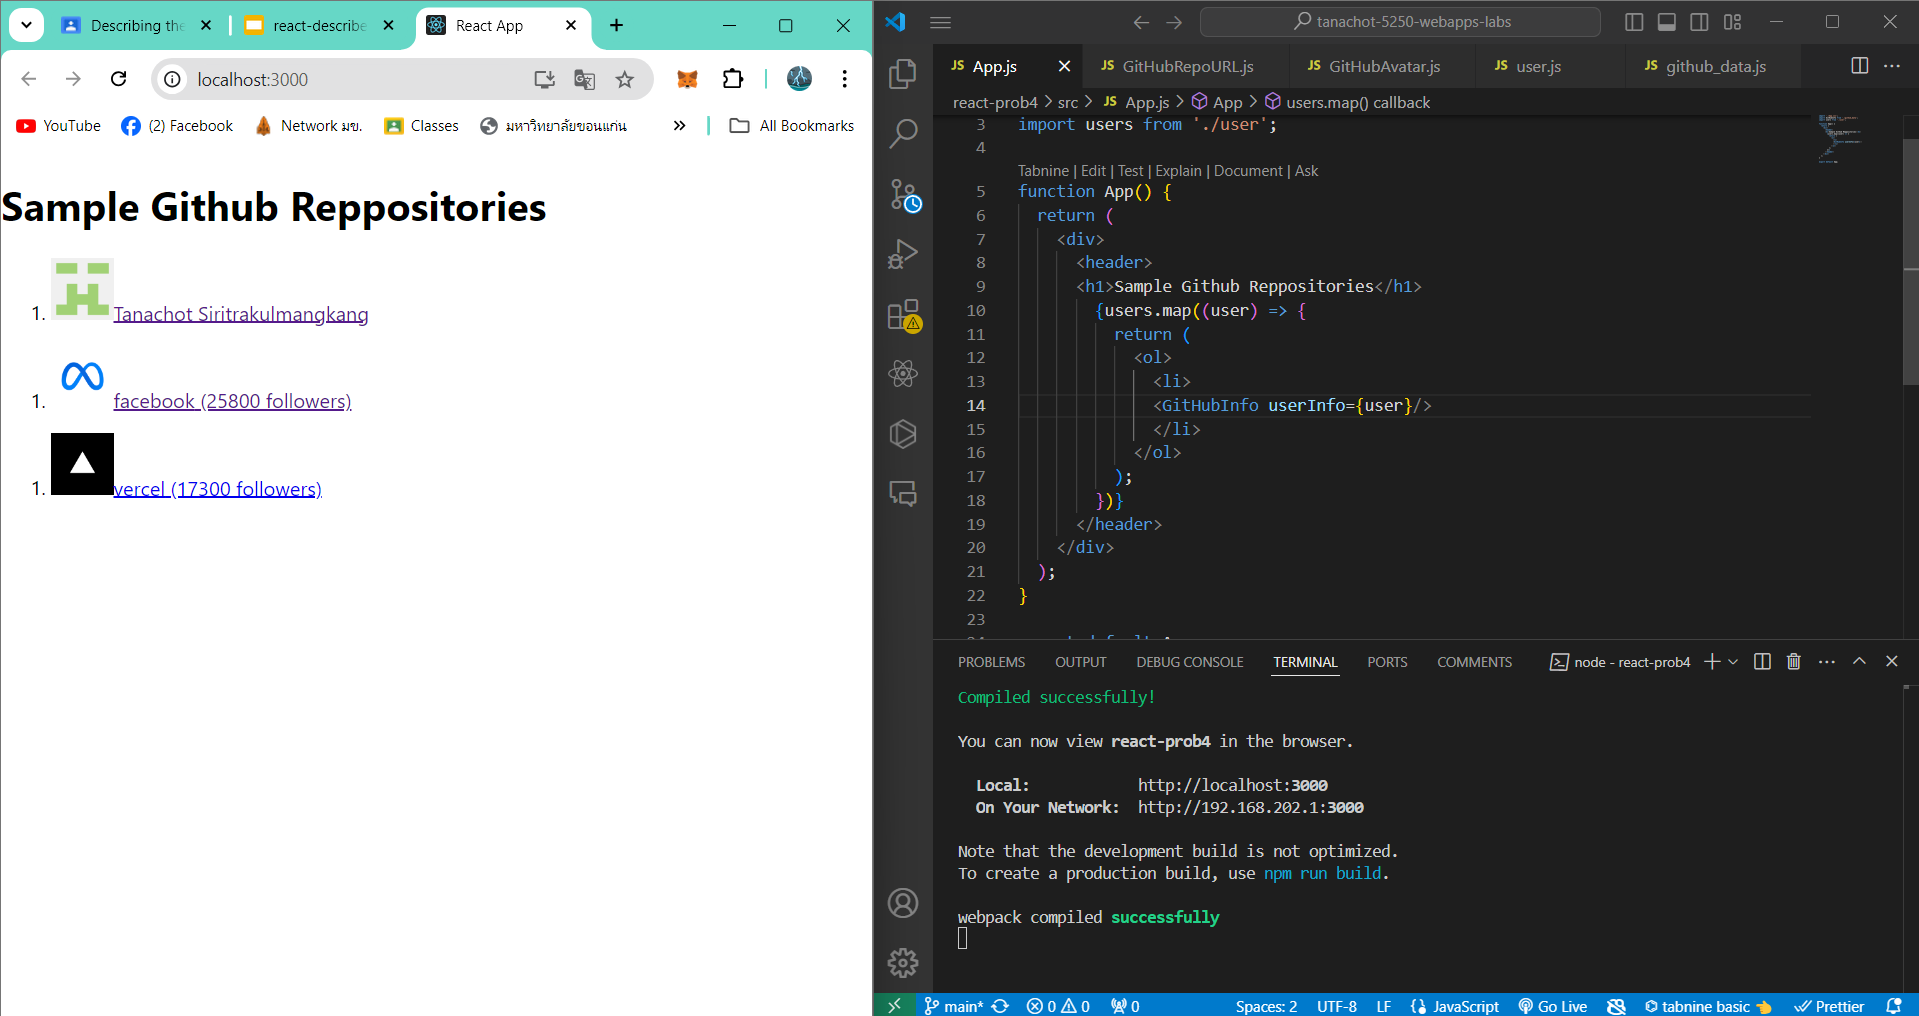 Describing the
react-describe
React App
localhost:3000
YouTube
(2) Facebook
Network มข.
Classes
มหาวิทยาลัยขอนแก่น
All Bookmarks
Sample Github Reppositories
1. Tanachot Siritrakulmangkang
1. facebook (25800 followers)
1. vercel (17300 followers)
tanachot-5250-webapps-labs
JS App.js
JS GitHubRepoURL.js
JS GitHubAvatar.js
JS user.js
JS github_data.js
react-prob4 > src > JS App.js > App > users.map() callback
3 import users from './user';
4
Tabnine | Edit | Test | Explain | Document | Ask
5 function App() {
6 return (
7 <div>
8 <header>
9 <h1>Sample Github Reppositories</h1>
10 {users.map((user) => {
11 return (
12 <ol>
13 <li>
14 <GitHubInfo userInfo={user}/>
15 </li>
16 </ol>
17 );
18 })}
19 </header>
20 </div>
21 );
22 }
23
PROBLEMS OUTPUT DEBUG CONSOLE TERMINAL PORTS COMMENTS node - react-prob4
Compiled successfully!
You can now view react-prob4 in the browser.
Local: http://localhost:3000
On Your Network: http://192.168.202.1:3000
Note that the development build is not optimized.
To create a production build, use npm run build.
webpack compiled successfully
main* 0 0 0 Spaces: 2 UTF-8 LF {} JavaScript Go Live tabnine basic Prettier